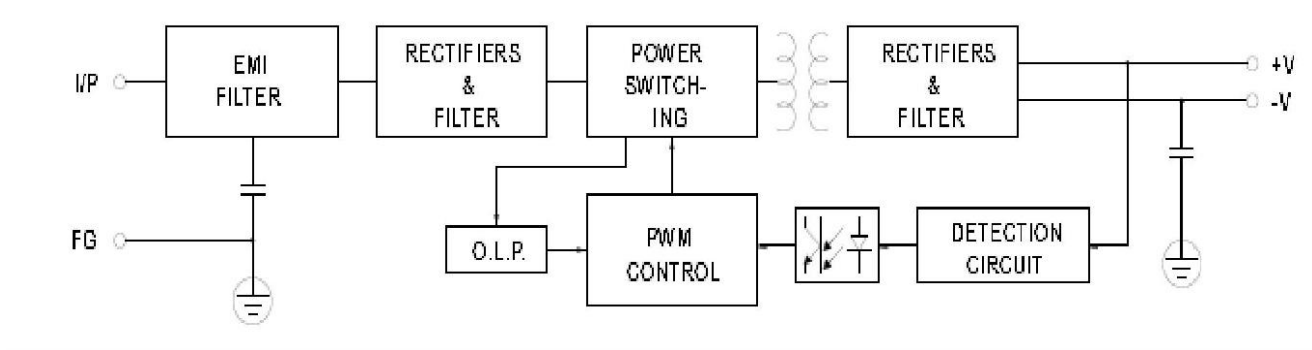 I/P
EMI
FILTER
RECTIFIERS
&
FILTER
POWER
SWITCH-
ING
RECTIFIERS
&
FILTER
+V
-V
FG
O.L.P.
PWM
CONTROL
DETECTION
CIRCUIT